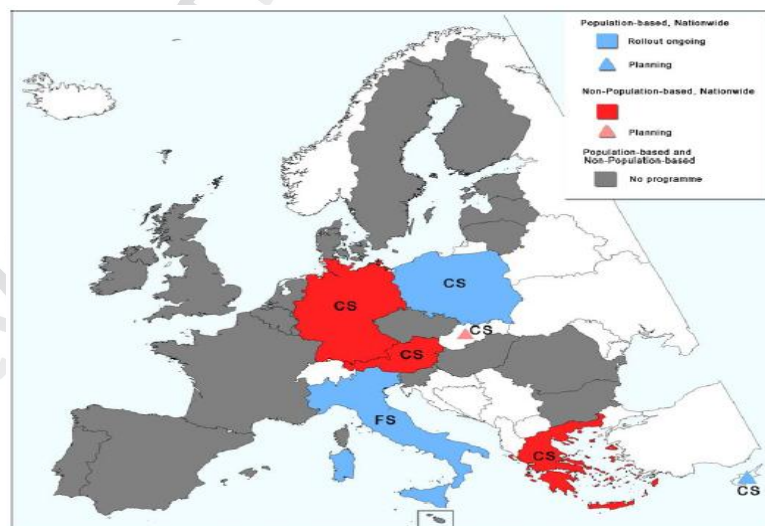 Population-based, Nationwide
Rollout ongoing
Planning
Non-Population-based, Nationwide
Planning
Population-based and
Non-Population-based
No programme
CS
CS
CS
CS
FS
CS
CS